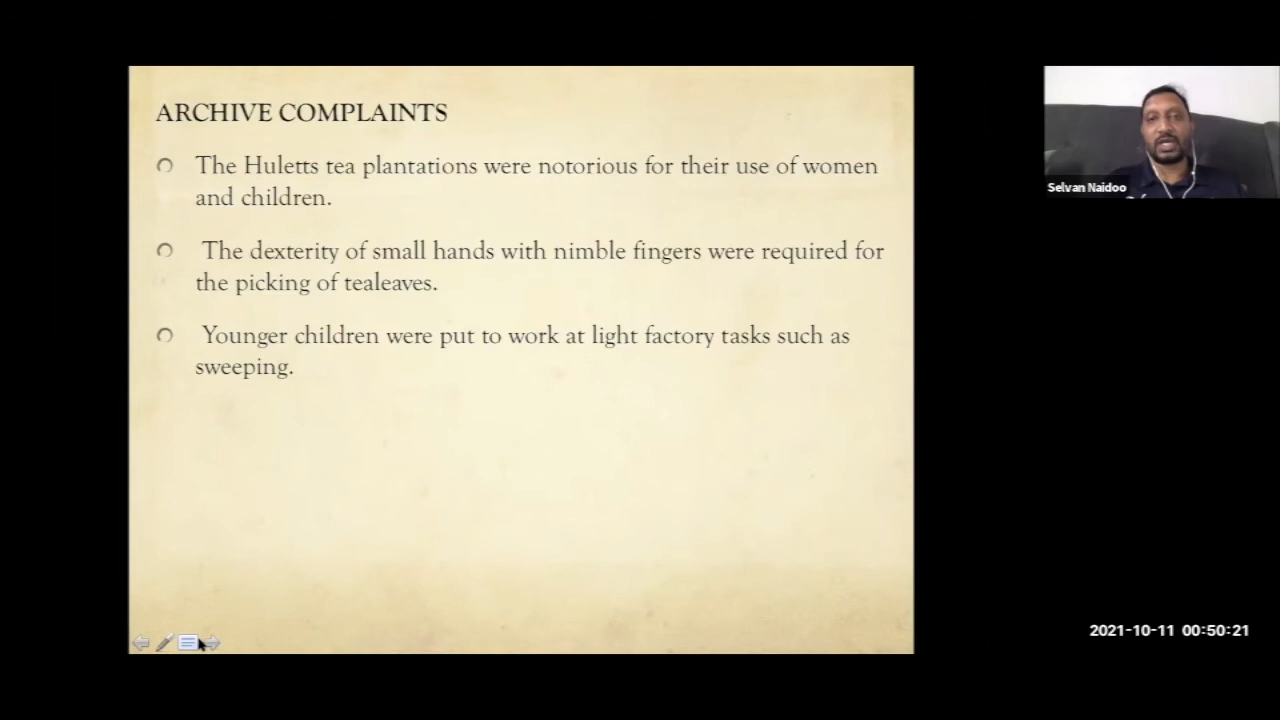 ARCHIVE COMPLAINTS
The Huletts tea plantations were notorious for their use of women
and children.
The dexterity of small hands with nimble fingers were required for
the picking of tealeaves.
Younger children were put to work at light factory tasks such as
sweeping.
Selvan Naidoo
2021-10-11 00:50:21